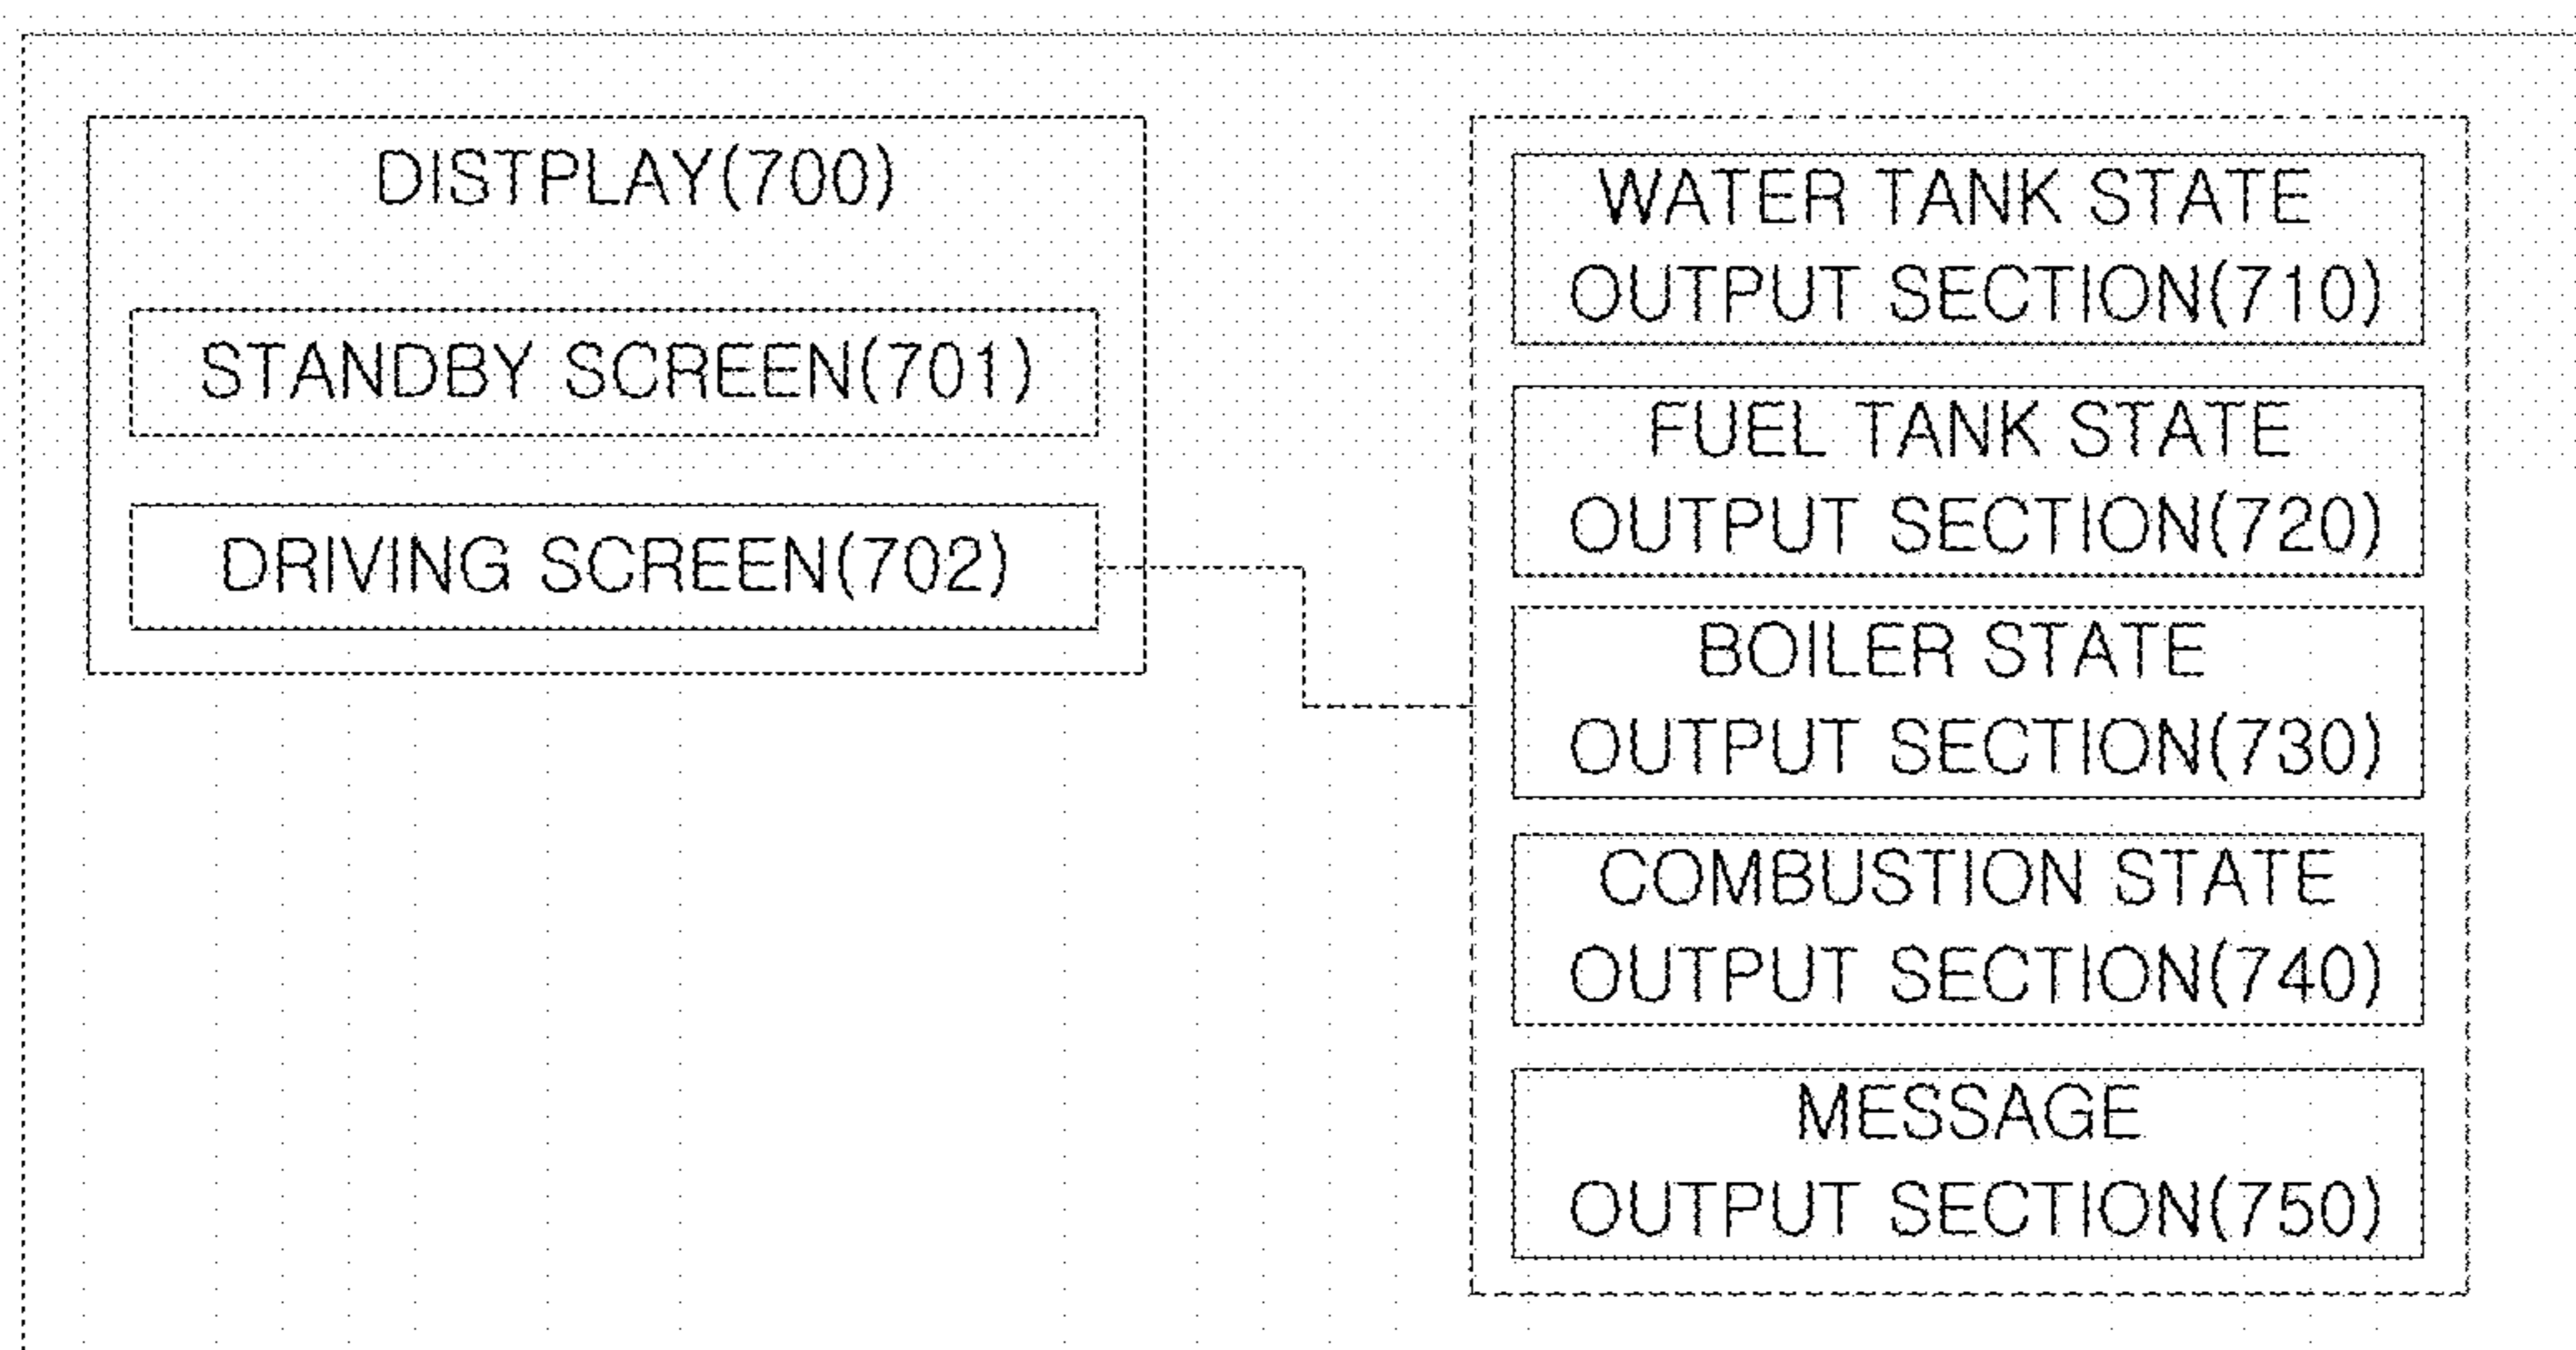 DISTPLAY(700)
STANDBY SCREEN(701)
DRIVING SCREEN(702)
WATER TANK STATE
OUTPUT SECTION(710)
FUEL TANK STATE
OUTPUT SECTION(720)
BOILER STATE
OUTPUT SECTION(730)
COMBUSTION STATE
OUTPUT SECTION(740)
MESSAGE
OUTPUT SECTION(750)